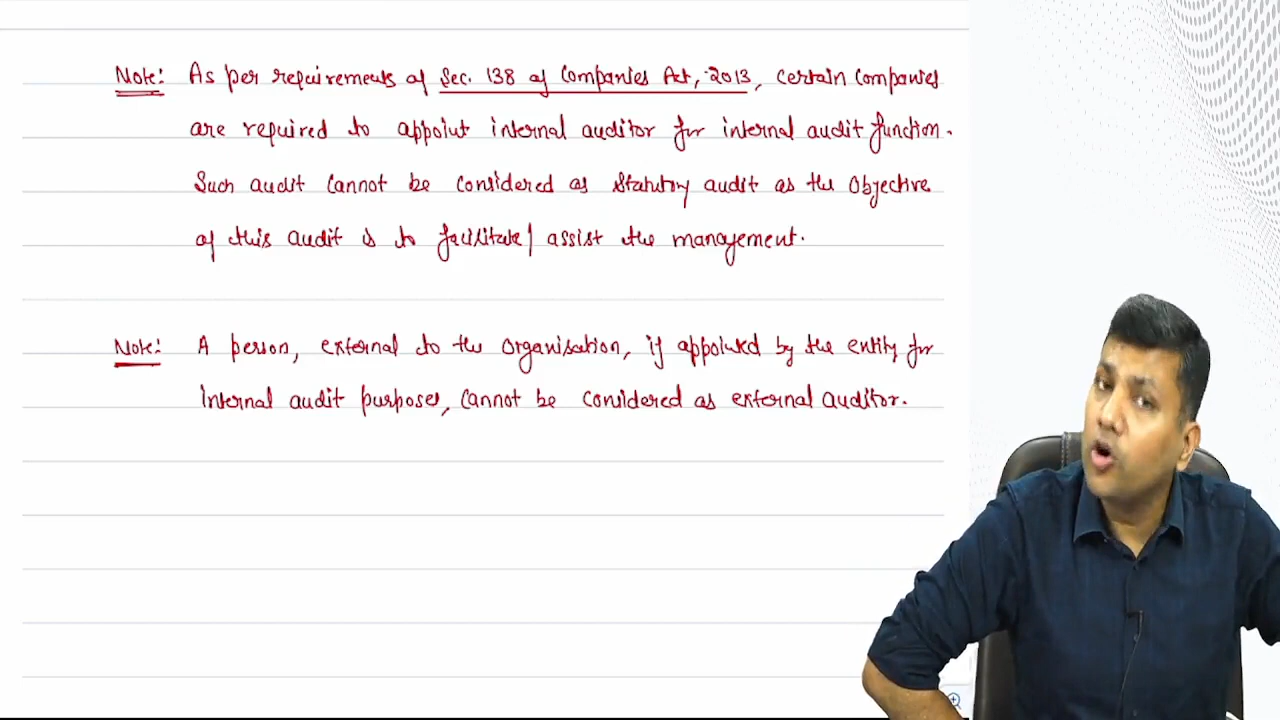 Note: As per requirements of Sec. 138 of Companies Act, 2013, certain companies
are required to appoint internal auditor for internal audit function.
Such audit cannot be considered as statutory audit as the objective
of this audit is to facilitate/ assist the management.
Note: A person, external to the organisation, if appointed by the entity for
internal audit purposes, cannot be considered as external auditor.